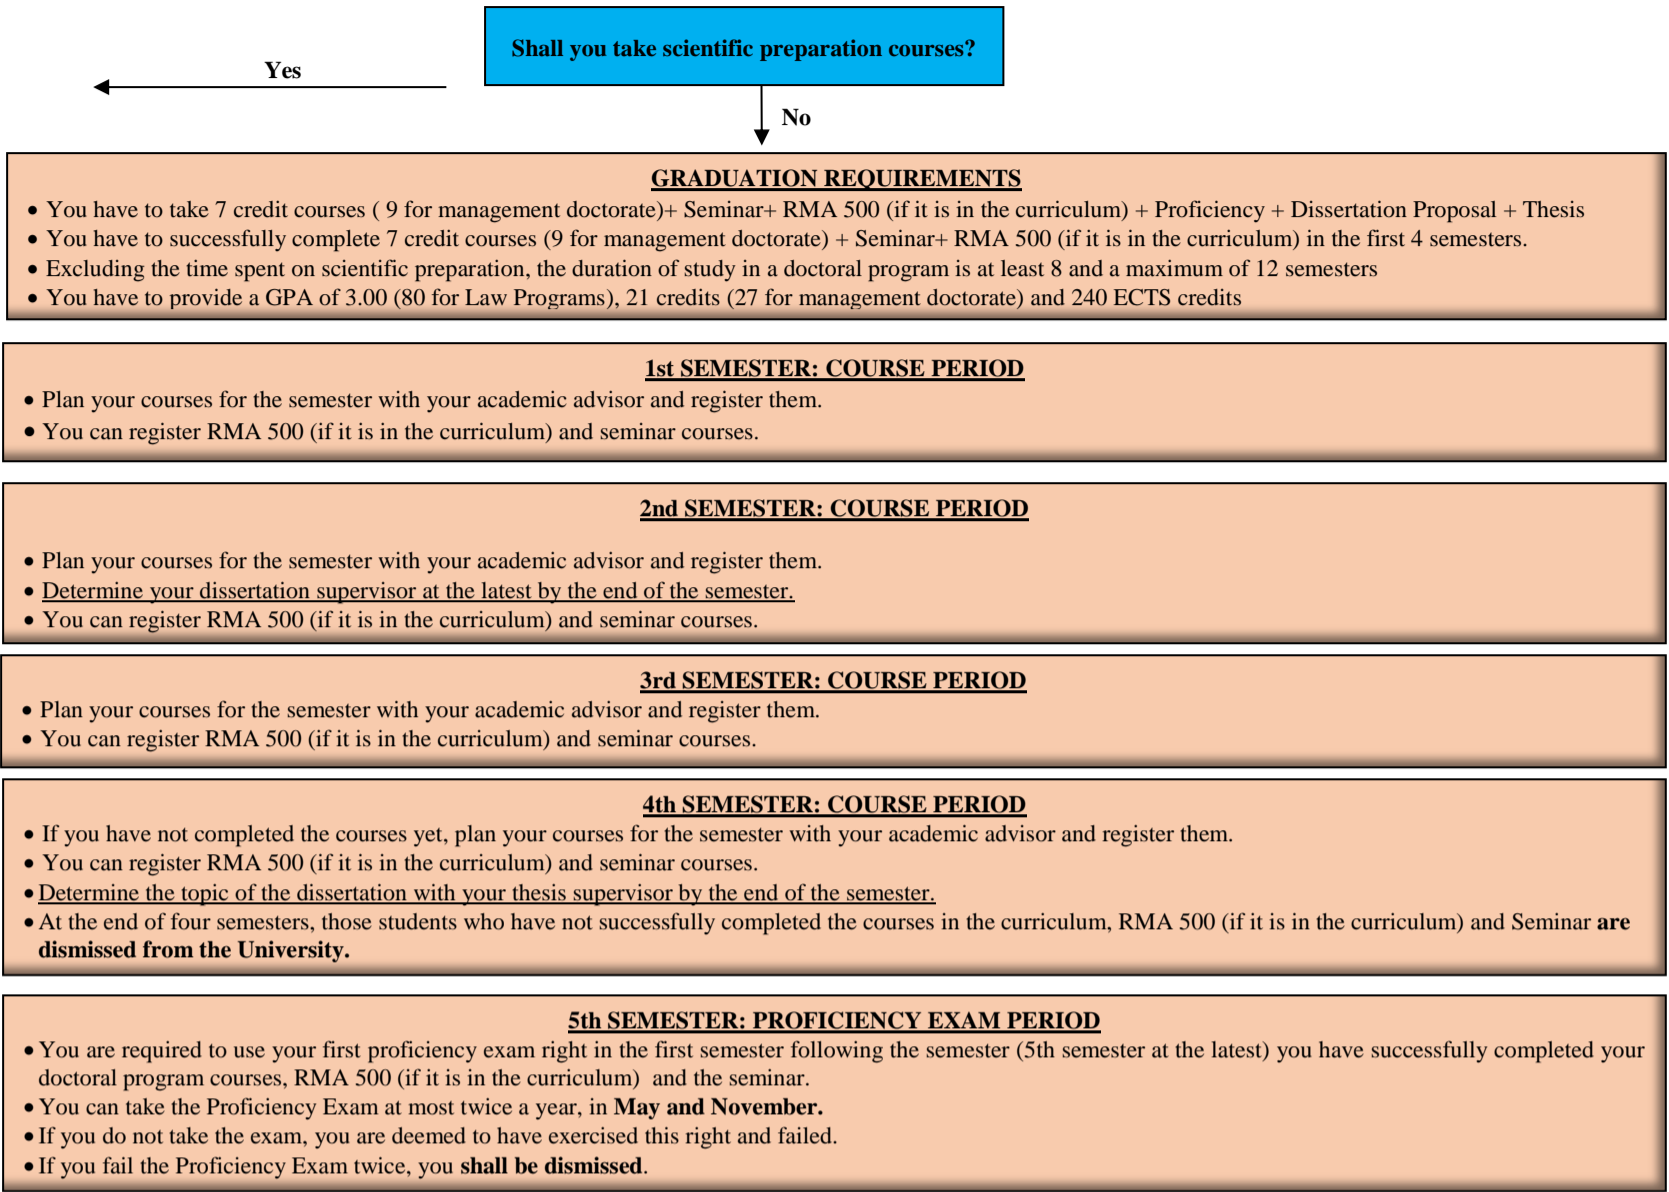 Shall you take scientific preparation courses?
Yes
No
GRADUATION REQUIREMENTS
• You have to take 7 credit courses ( 9 for management doctorate)+ Seminar+ RMA 500 (if it is in the curriculum) + Proficiency + Dissertation Proposal + Thesis
• You have to successfully complete 7 credit courses (9 for management doctorate) + Seminar+ RMA 500 (if it is in the curriculum) in the first 4 semesters.
• Excluding the time spent on scientific preparation, the duration of study in a doctoral program is at least 8 and a maximum of 12 semesters
• You have to provide a GPA of 3.00 (80 for Law Programs), 21 credits (27 for management doctorate) and 240 ECTS credits
1st SEMESTER: COURSE PERIOD
• Plan your courses for the semester with your academic advisor and register them.
• You can register RMA 500 (if it is in the curriculum) and seminar courses.
2nd SEMESTER: COURSE PERIOD
• Plan your courses for the semester with your academic advisor and register them.
• Determine your dissertation supervisor at the latest by the end of the semester.
• You can register RMA 500 (if it is in the curriculum) and seminar courses.
3rd SEMESTER: COURSE PERIOD
• Plan your courses for the semester with your academic advisor and register them.
• You can register RMA 500 (if it is in the curriculum) and seminar courses.
4th SEMESTER: COURSE PERIOD
• If you have not completed the courses yet, plan your courses for the semester with your academic advisor and register them.
• You can register RMA 500 (if it is in the curriculum) and seminar courses.
• Determine the topic of the dissertation with your thesis supervisor by the end of the semester.
• At the end of four semesters, those students who have not successfully completed the courses in the curriculum, RMA 500 (if it is in the curriculum) and Seminar are
dismissed from the University.
5th SEMESTER: PROFICIENCY EXAM PERIOD
• You are required to use your first proficiency exam right in the first semester following the semester (5th semester at the latest) you have successfully completed your
doctoral program courses, RMA 500 (if it is in the curriculum) and the seminar.
• You can take the Proficiency Exam at most twice a year, in May and November.
• If you do not take the exam, you are deemed to have exercised this right and failed.
• If you fail the Proficiency Exam twice, you shall be dismissed.